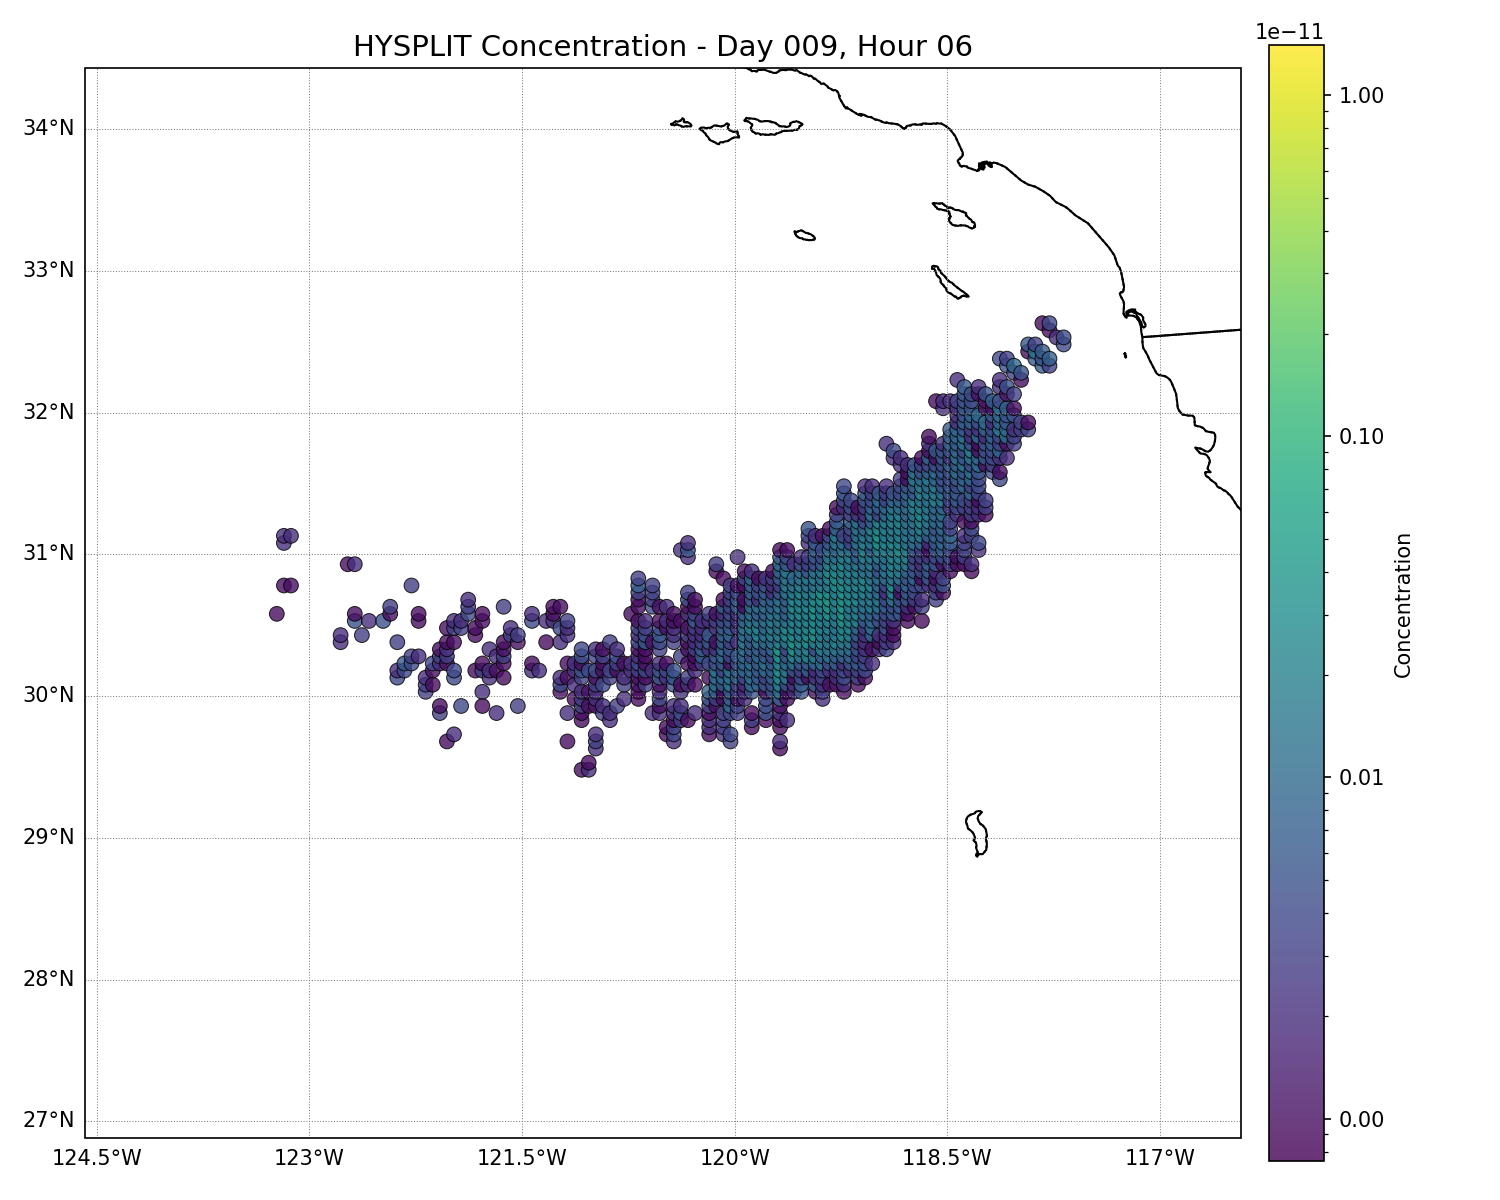 HYSPLIT Concentration - Day 009, Hour 06
1e−11
34°N
33°N
32°N
31°N
30°N
29°N
28°N
27°N
124.5°W
123°W
121.5°W
120°W
118.5°W
117°W
1.00
0.10
0.01
0.00
Concentration